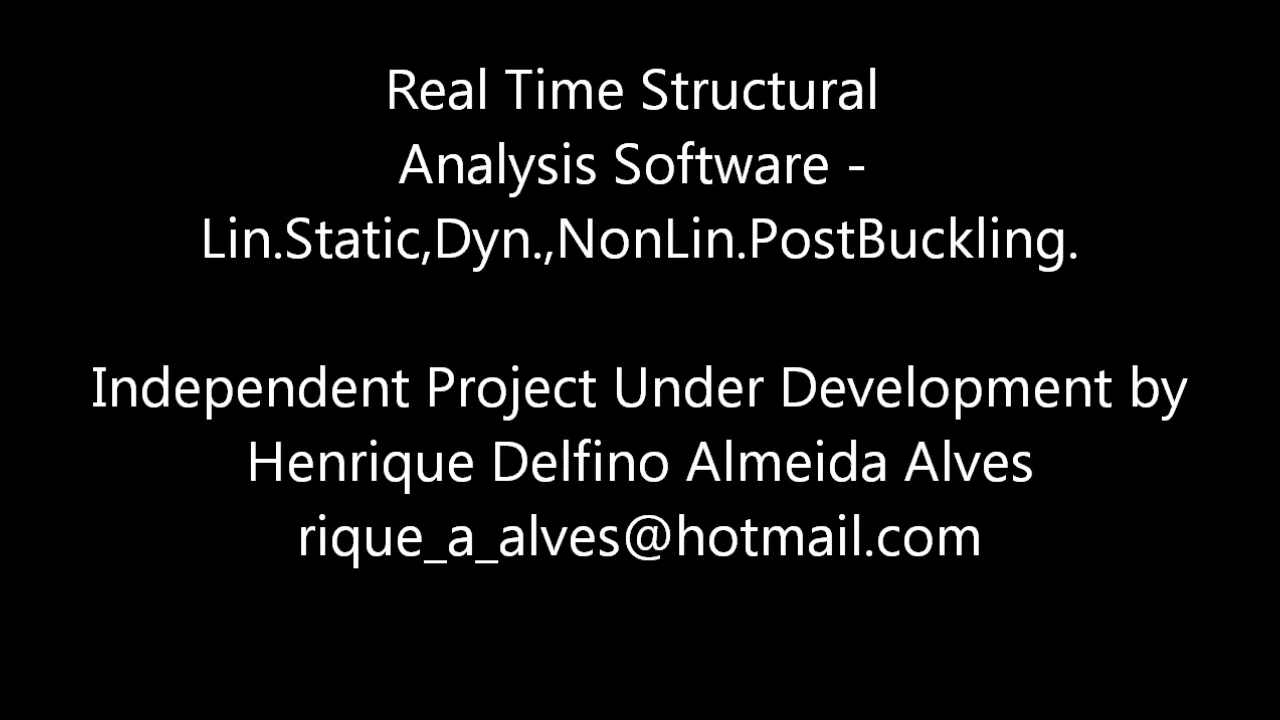 Real Time Structural
Analysis Software -
Lin.Static,Dyn.,NonLin.PostBuckling.
Independent Project Under Development by
Henrique Delfino Almeida Alves
rique_a_alves@hotmail.com